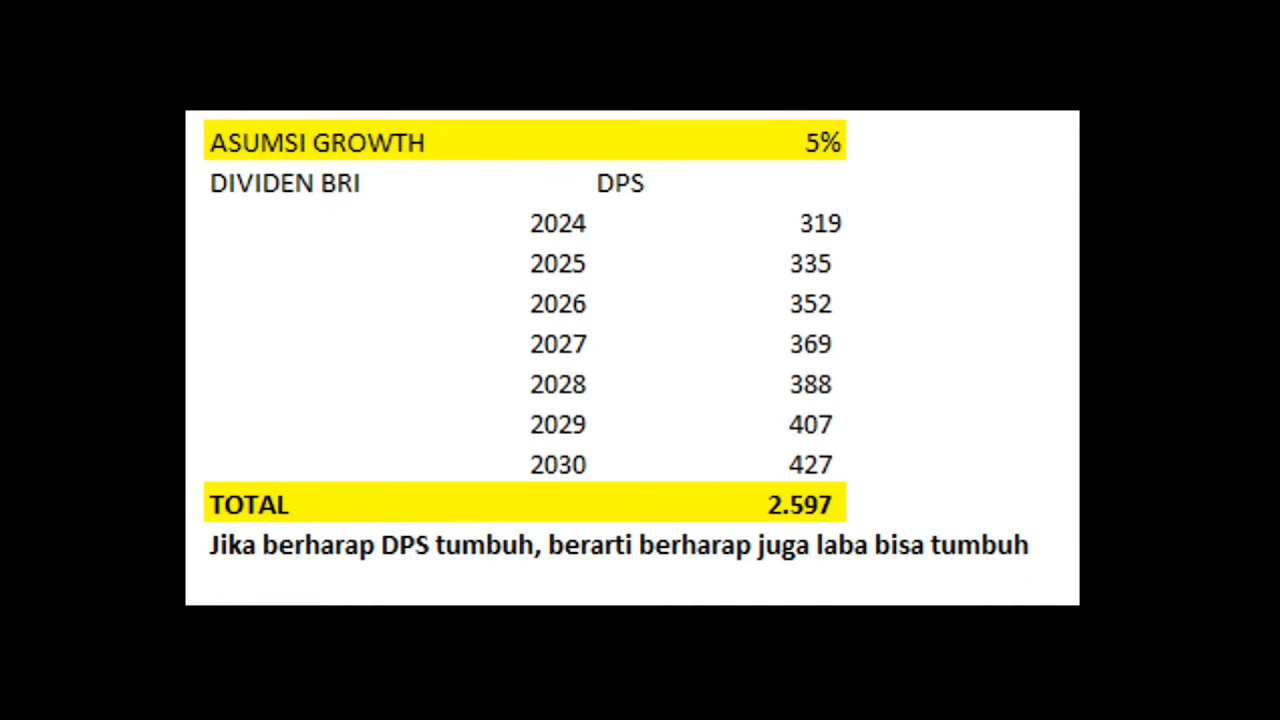 ASUMSI GROWTH 5%
DIVIDEN BRI DPS
2024 319
2025 335
2026 352
2027 369
2028 388
2029 407
2030 427
TOTAL 2.597
Jika berharap DPS tumbuh, berarti berharap juga laba bisa tumbuh